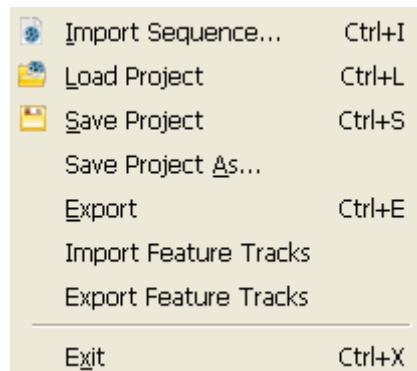 Import Sequence... Ctrl+I
Load Project Ctrl+L
Save Project Ctrl+S
Save Project As...
Export Ctrl+E
Import Feature Tracks
Export Feature Tracks
Exit Ctrl+X